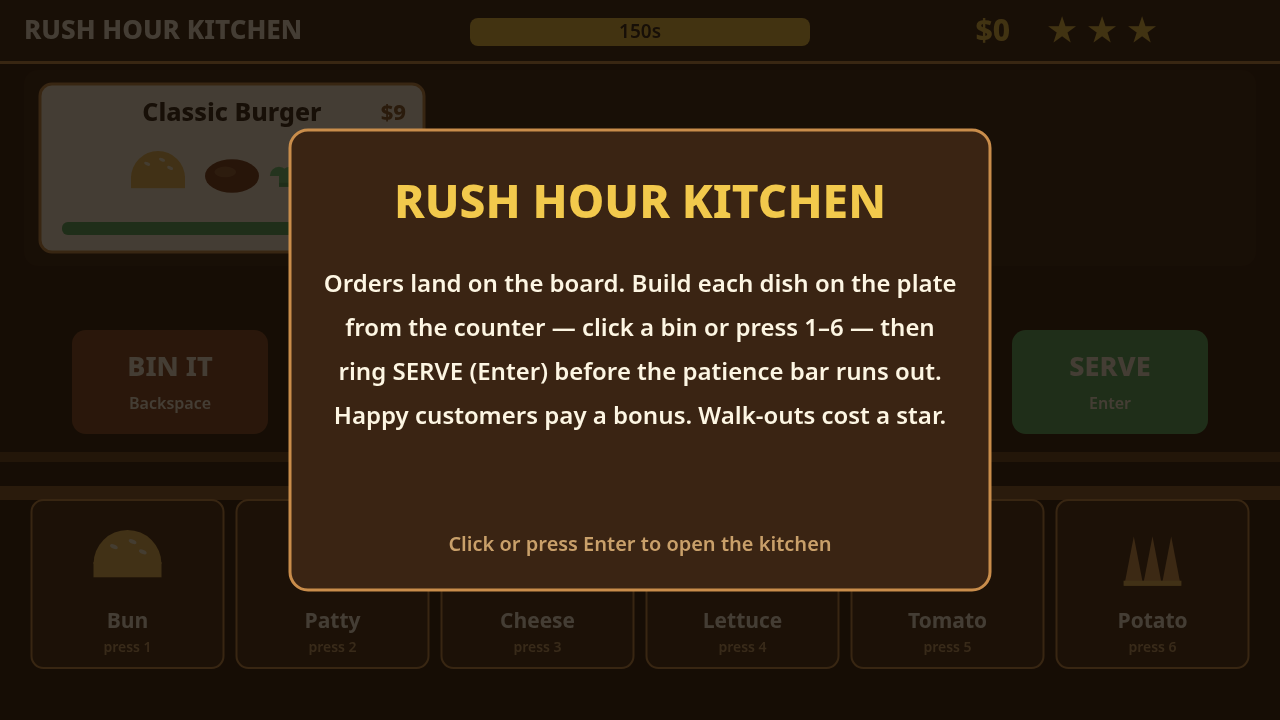 RUSH HOUR KITCHEN
150s
$0 ★ ★ ★
Classic Burger $9
RUSH HOUR KITCHEN
Orders land on the board. Build each dish on the plate
from the counter — click a bin or press 1–6 — then
ring SERVE (Enter) before the patience bar runs out.
Happy customers pay a bonus. Walk-outs cost a star.
Click or press Enter to open the kitchen
BIN IT
Backspace
SERVE
Enter
Bun
press 1
Patty
press 2
Cheese
press 3
Lettuce
press 4
Tomato
press 5
Potato
press 6